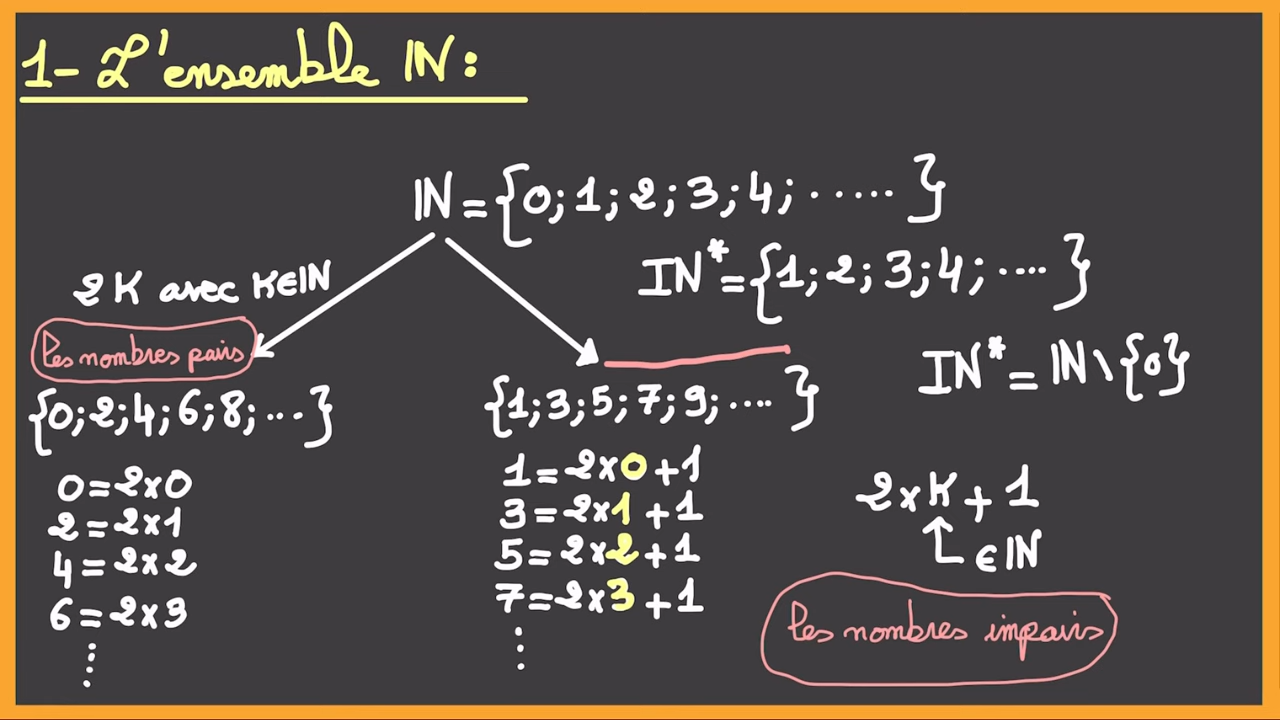 1- L'ensemble IN:
IN={0;1;2;3;4;.....}
IN*={1;2;3;4;....}
IN*=IN\{0}
2K avec K∈IN
les nombres pairs
{0;2;4;6;8;...}
0=2×0
2=2×1
4=2×2
6=2×3
⋮
{1;3;5;7;9;....}
1=2×0+1
3=2×1+1
5=2×2+1
7=2×3+1
⋮
2×K+1
∈IN
les nombres impairs